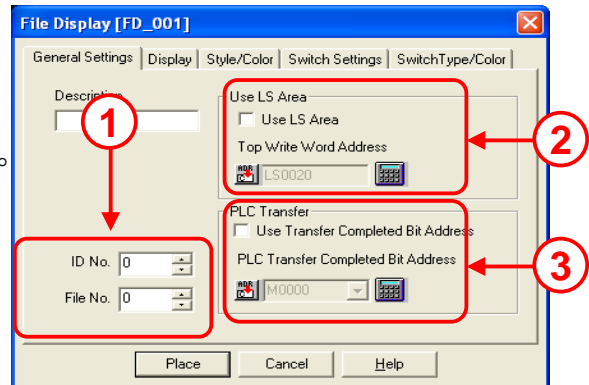 File Display [FD_001]
General Settings Display Style/Color Switch Settings SwitchType/Color
Description
1
Use LS Area
Use LS Area
2
Top Write Word Address
ADR
LS0020
PLC Transfer
Use Transfer Completed Bit Address
PLC Transfer Completed Bit Address
3
ADR
M0000
ID No. 0
File No. 0
Place Cancel Help